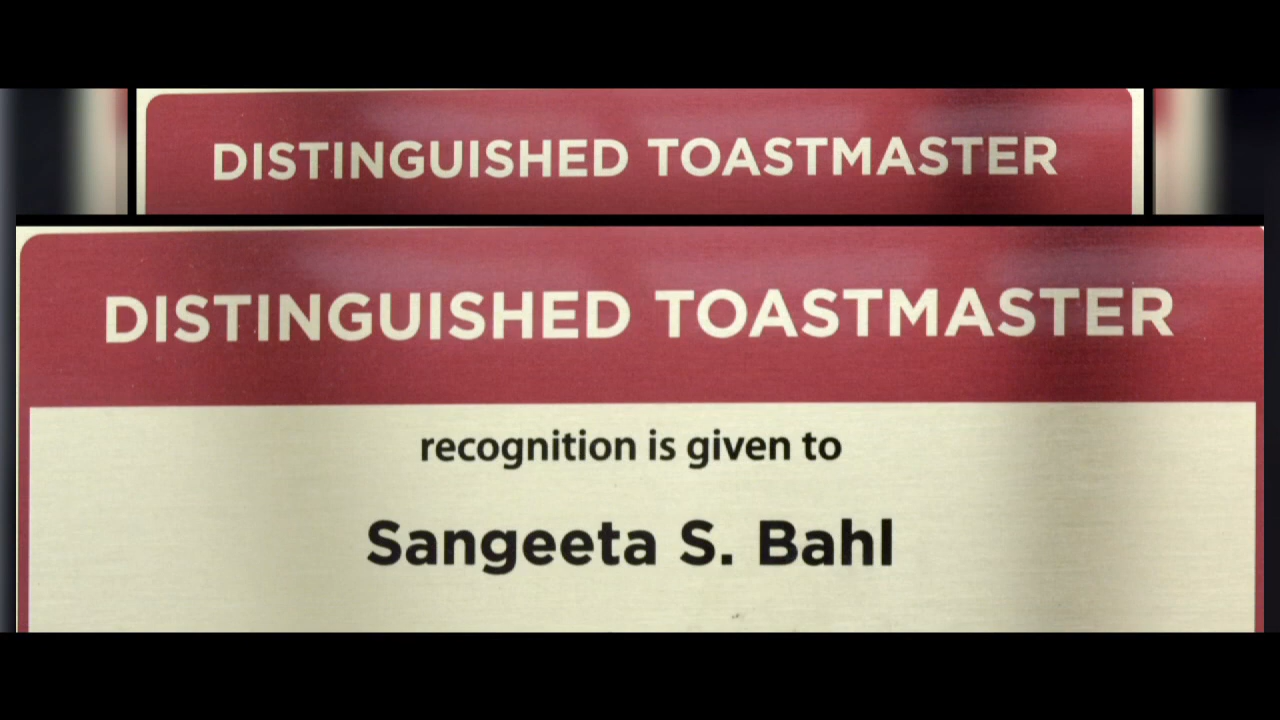 DISTINGUISHED TOASTMASTER
DISTINGUISHED TOASTMASTER
recognition is given to
Sangeeta S. Bahl